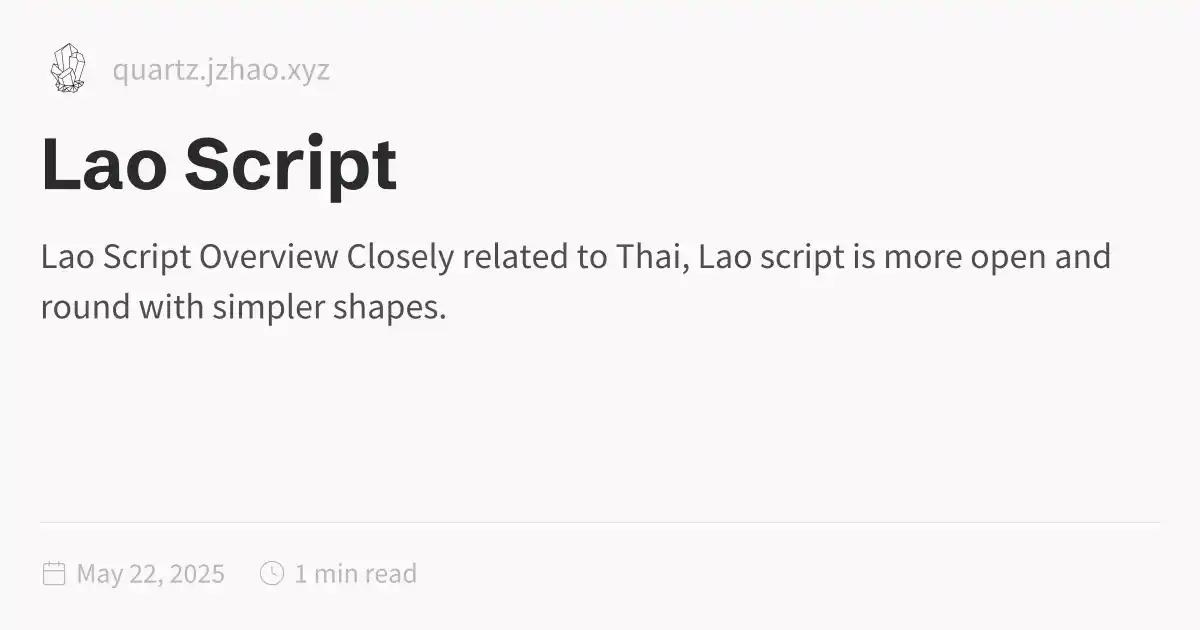 quartz.jzhao.xyz
Lao Script
Lao Script Overview Closely related to Thai, Lao script is more open and
round with simpler shapes.
May 22, 2025 1 min read